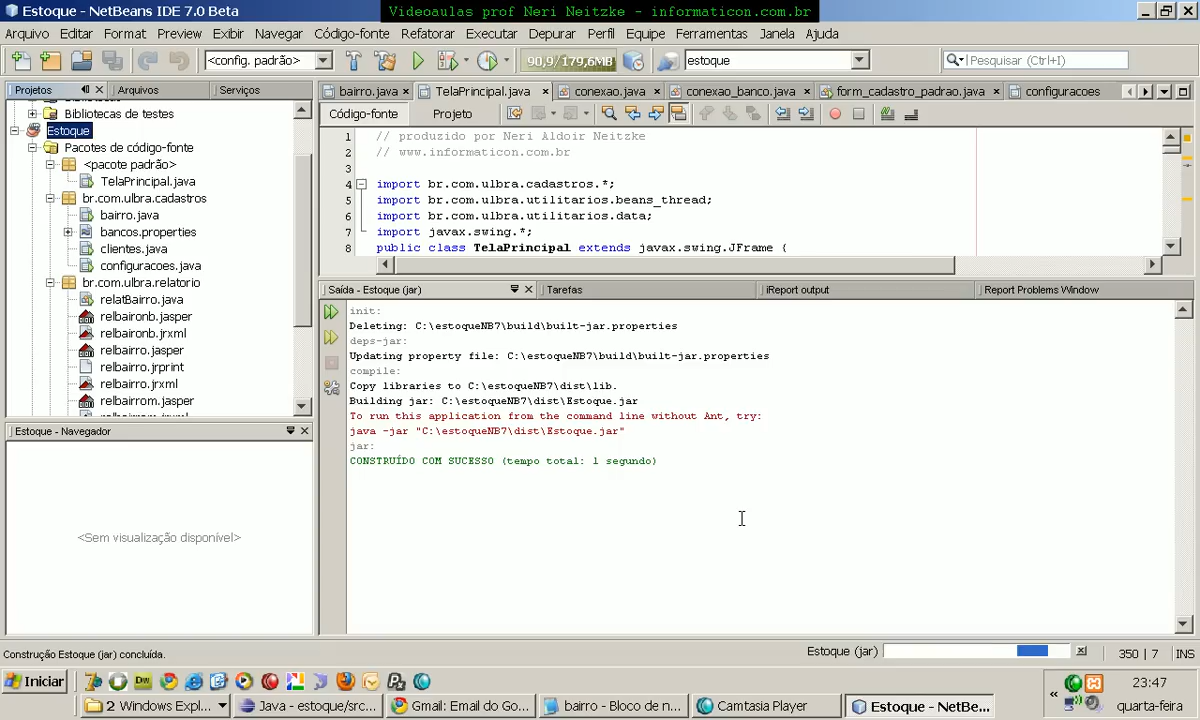 Estoque - NetBeans IDE 7.0 Beta
Videoaulas prof Neri Neitzke - informaticon.com.br
Arquivo Editar Format Preview Exibir Navegar Código-fonte Refatorar Executar Depurar Perfil Equipe Ferramentas Janela Ajuda
<config. padrão> 90,9/179,6MB estoque Pesquisar (Ctrl+I)
Projetos Arquivos Serviços
bairro.java TelaPrincipal.java conexao.java conexao_banco.java form_cadastro_padrao.java configuracoes
Código-fonte Projeto
Bibliotecas de testes
Estoque
Pacotes de código-fonte
<pacote padrão>
TelaPrincipal.java
br.com.ulbra.cadastros
bairro.java
bancos.properties
clientes.java
configuracoes.java
br.com.ulbra.relatorio
relatBairro.java
relbaironb.jasper
relbaironb.jrxml
relbairro.jasper
relbairro.jrprint
relbairro.jrxml
relbairrom.jasper
1 // produzido por Neri Aldoir Neitzke
2 // www.informaticon.com.br
3
4 import br.com.ulbra.cadastros.*;
5 import br.com.ulbra.utilitarios.beans_thread;
6 import br.com.ulbra.utilitarios.data;
7 import javax.swing.*;
8 public class TelaPrincipal extends javax.swing.JFrame {
Saída - Estoque (jar) Tarefas iReport output Report Problems Window
init:
Deleting: C:\estoqueNB7\build\built-jar.properties
deps-jar:
Updating property file: C:\estoqueNB7\build\built-jar.properties
compile:
Copy libraries to C:\estoqueNB7\dist\lib.
Building jar: C:\estoqueNB7\dist\Estoque.jar
To run this application from the command line without Ant, try:
java -jar "C:\estoqueNB7\dist\Estoque.jar"
jar:
CONSTRUÍDO COM SUCESSO (tempo total: 1 segundo)
Estoque - Navegador
<Sem visualização disponível>
Construção Estoque (jar) concluída.
Estoque (jar) 350 | 7 INS
Iniciar
23:47
2 Windows Expl... Java - estoque/src... Gmail: Email do Go... bairro - Bloco de n... Camtasia Player Estoque - NetBe...
quarta-feira